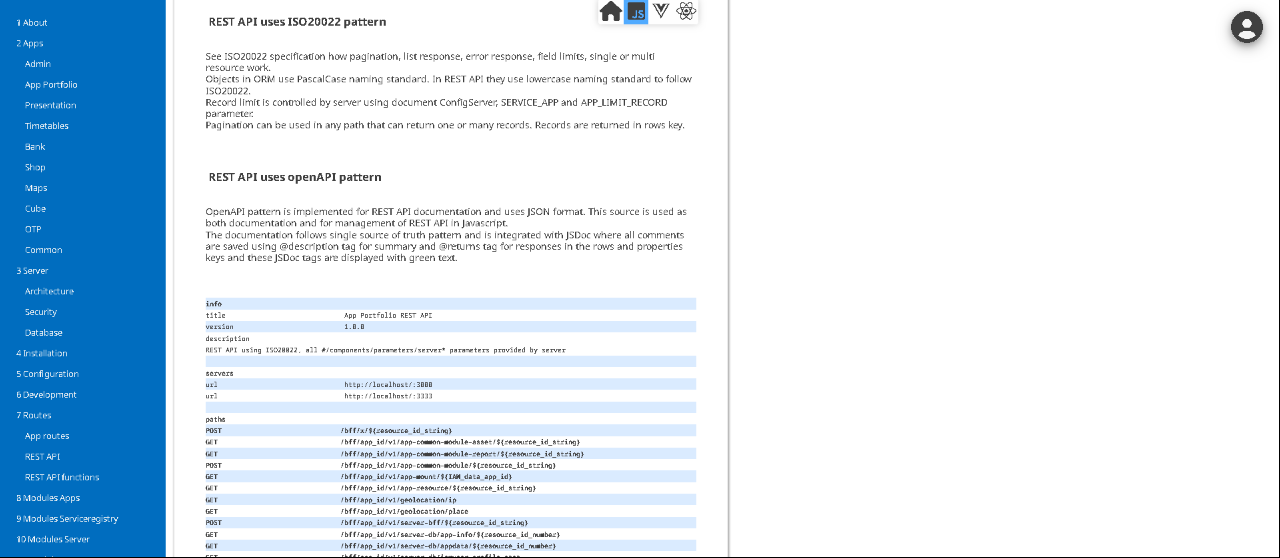 1 About
2 Apps
Admin
App Portfolio
Presentation
Timetables
Bank
Shop
Maps
Cube
OTP
Common
3 Server
Architecture
Security
Database
4 Installation
5 Configuration
6 Development
7 Routes
App routes
REST API
REST API functions
8 Modules Apps
9 Modules Serviceregistry
10 Modules Server
JS
REST API uses ISO20022 pattern
See ISO20022 specification how pagination, list response, error response, field limits, single or multi
resource work.
Objects in ORM use PascalCase naming standard. In REST API they use lowercase naming standard to follow
ISO20022.
Record limit is controlled by server using document ConfigServer, SERVICE_APP and APP_LIMIT_RECORD
parameter.
Pagination can be used in any path that can return one or many records. Records are returned in rows key.
REST API uses openAPI pattern
OpenAPI pattern is implemented for REST API documentation and uses JSON format. This source is used as
both documentation and for management of REST API in Javascript.
The documentation follows single source of truth pattern and is integrated with JSDoc where all comments
are saved using @description tag for summary and @returns tag for responses in the rows and properties
keys and these JSDoc tags are displayed with green text.
info
title App Portfolio REST API
version 1.0.0
description
REST API using ISO20022, all #/components/parameters/server* parameters provided by server
servers
url http://localhost/:3000
url http://localhost/:3333
paths
POST /bff/x/${resource_id_string}
GET /bff/app_id/v1/app-common-module-asset/${resource_id_string}
GET /bff/app_id/v1/app-common-module-report/${resource_id_string}
POST /bff/app_id/v1/app-common-module/${resource_id_string}
GET /bff/app_id/v1/app-mount/${IAM_data_app_id}
GET /bff/app_id/v1/app-resource/${resource_id_string}
GET /bff/app_id/v1/geolocation/ip
GET /bff/app_id/v1/geolocation/place
POST /bff/app_id/v1/server-bff/${resource_id_string}
GET /bff/app_id/v1/server-db/app-info/${resource_id_number}
GET /bff/app_id/v1/server-db/appdata/${resource_id_number}